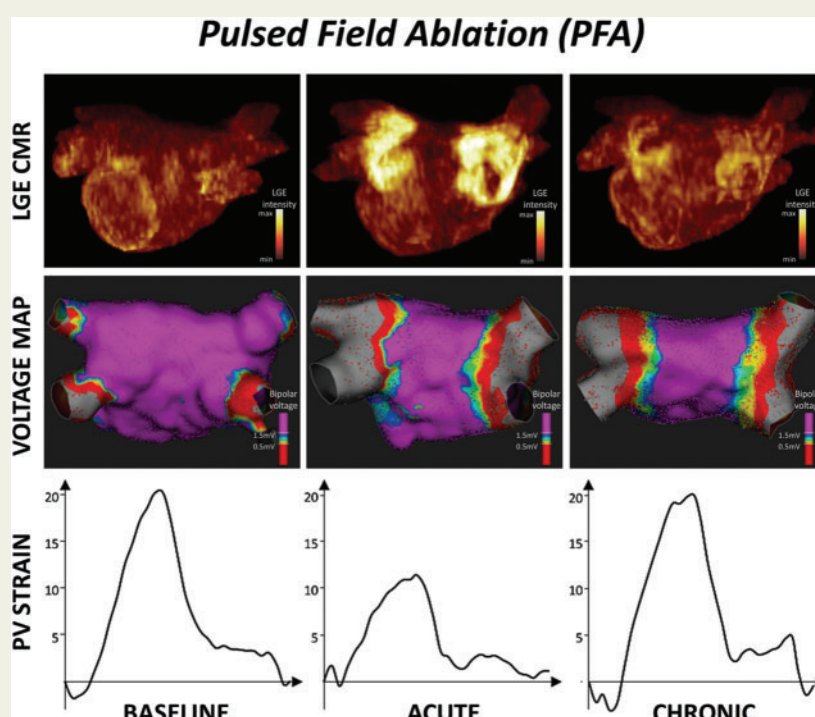 Pulsed Field Ablation (PFA)
LGE CMR
LGE
intensity
max
min
LGE
intensity
max
min
LGE
intensity
max
min
VOLTAGE MAP
Bipolar
voltage
1.5mV
0.5mV
Bipolar
voltage
1.5mV
0.5mV
Bipolar
voltage
1.5mV
0.5mV
PV STRAIN
20
15
10
5
20
15
10
5
20
15
10
5
BASELINE
ACUTE
CHRONIC